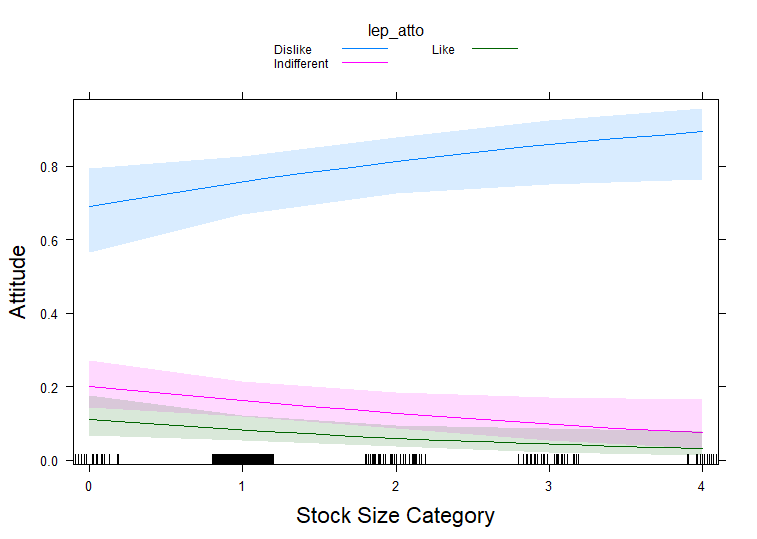 lep_atto
Dislike Like
Indifferent
0.8
0.6
0.4
0.2
0.0
Attitude
0 1 2 3 4
Stock Size Category